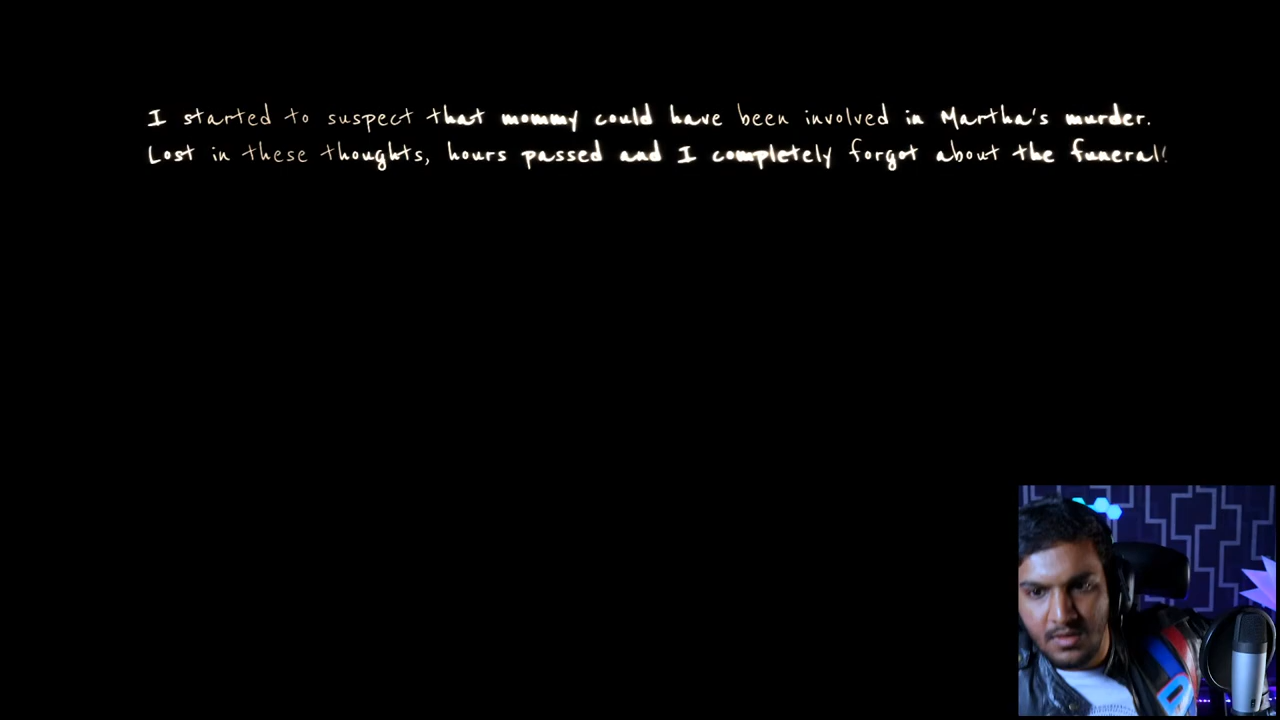 I started to suspect that mommy could have been involved in Martha's murder.
Lost in these thoughts, hours passed and I completely forgot about the funeral!